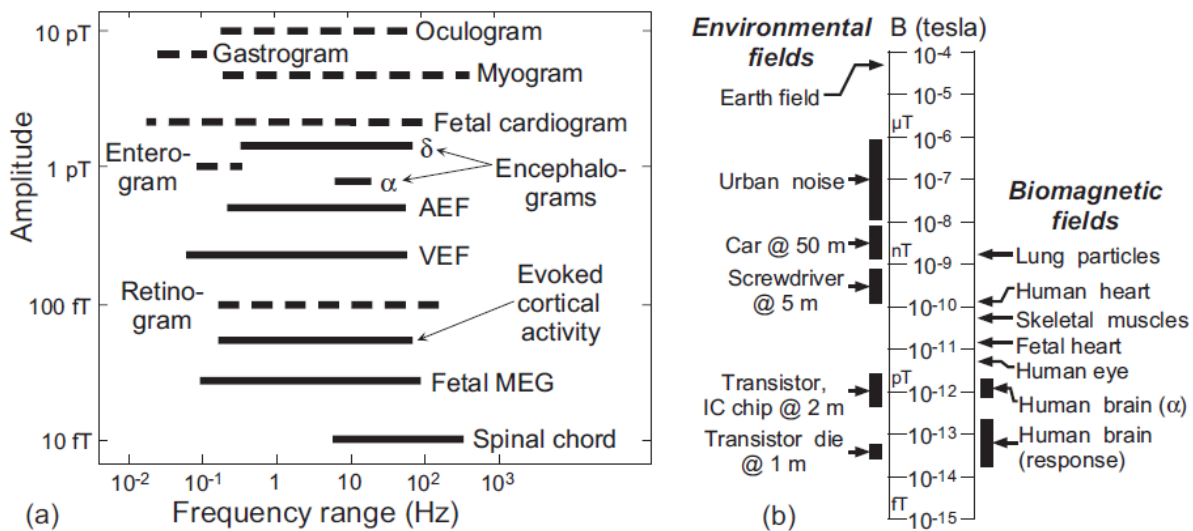 Amplitude
10 pT
1 pT
100 fT
10 fT
Oculogram
Gastrogram
Myogram
Fetal cardiogram
δ
Entero-
gram
Encephalo-
grams
α
AEF
VEF
Evoked
cortical
activity
Retino-
gram
Fetal MEG
Spinal chord
10-2
10-1
1
10
102
103
(a)
Frequency range (Hz)
Environmental
fields
B (tesla)
10-4
Earth field
10-5
µT
10-6
Urban noise
10-7
10-8
Car @ 50 m
nT
10-9
Screwdriver
@ 5 m
10-10
10-11
Transistor,
IC chip @ 2 m
pT
10-12
Transistor die
@ 1 m
10-13
10-14
fT
10-15
Biomagnetic
fields
Lung particles
Human heart
Skeletal muscles
Fetal heart
Human eye
Human brain (α)
Human brain
(response)
(b)